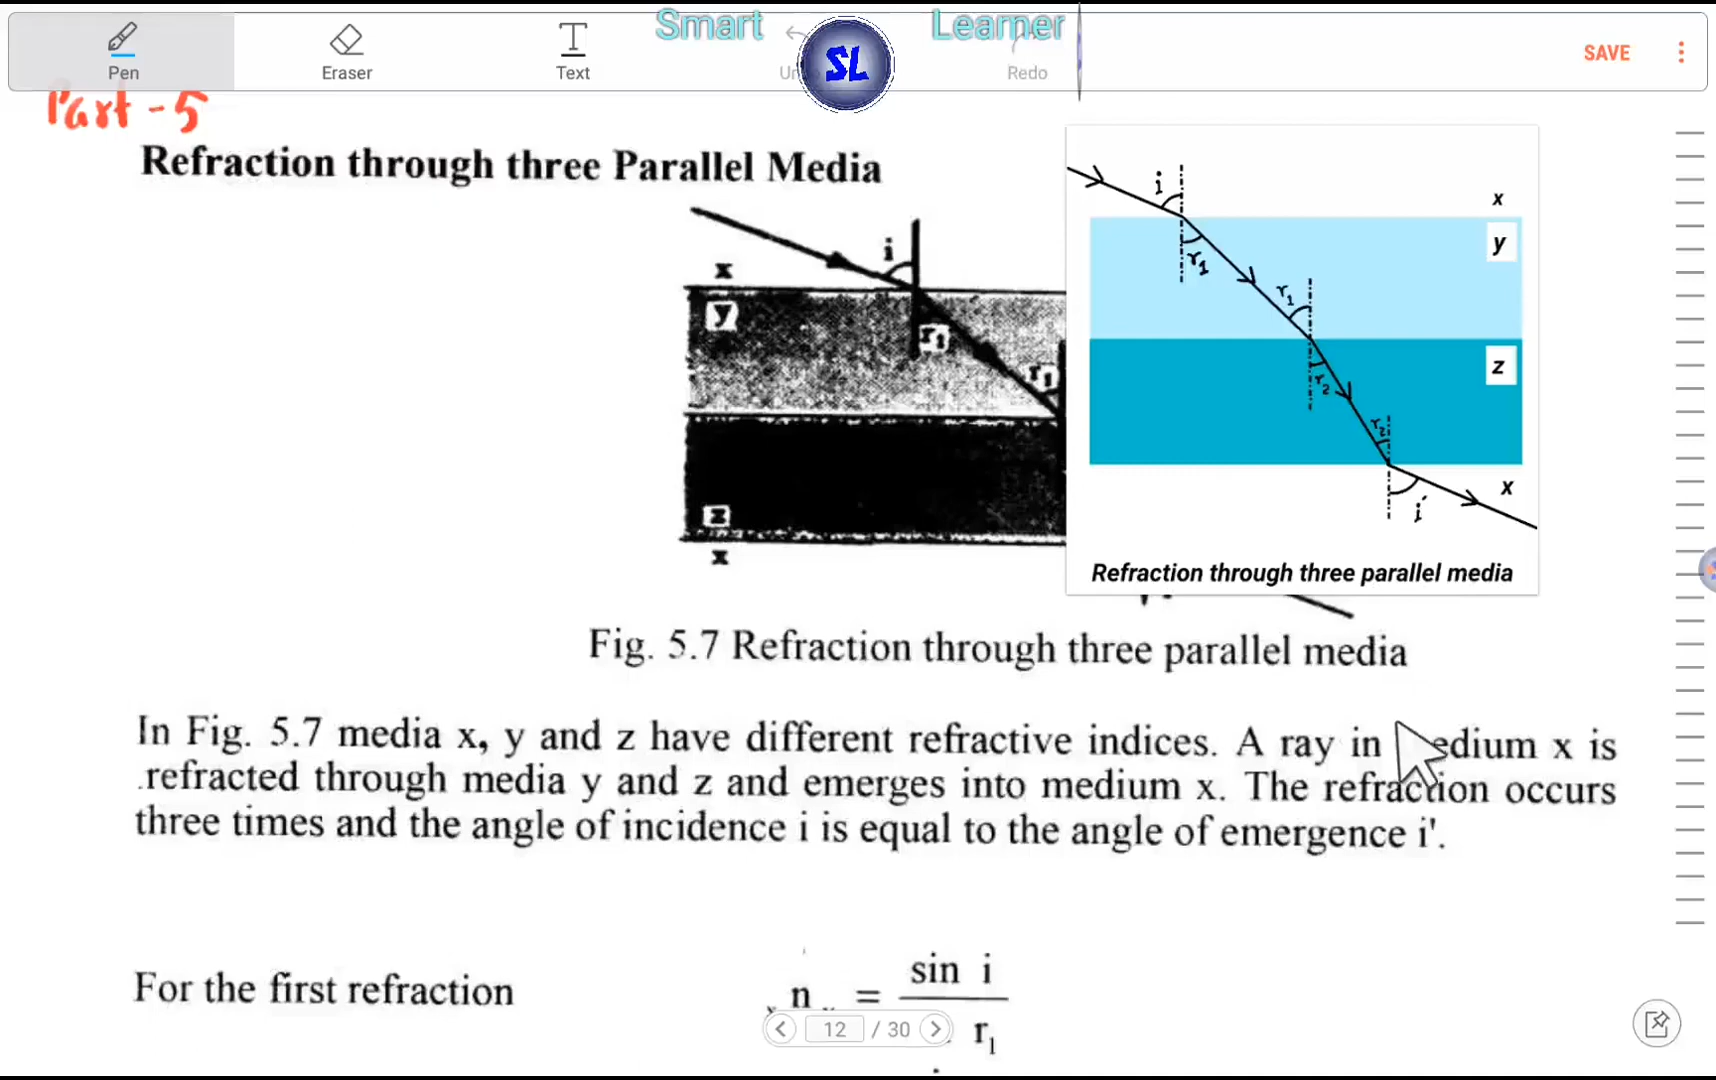 Smart Learner
SL
Pen
Eraser
Text
Redo
SAVE
Part - 5
Refraction through three Parallel Media
i
x
y
r1
r1
z
x
i
x
y
r1
r1
z
r2
r2
x
i'
Refraction through three parallel media
Fig. 5.7 Refraction through three parallel media
In Fig. 5.7 media x, y and z have different refractive indices. A ray in edium x is
refracted through media y and z and emerges into medium x. The refraction occurs
three times and the angle of incidence i is equal to the angle of emergence i'.
For the first refraction n = sin i
r1
12 / 30